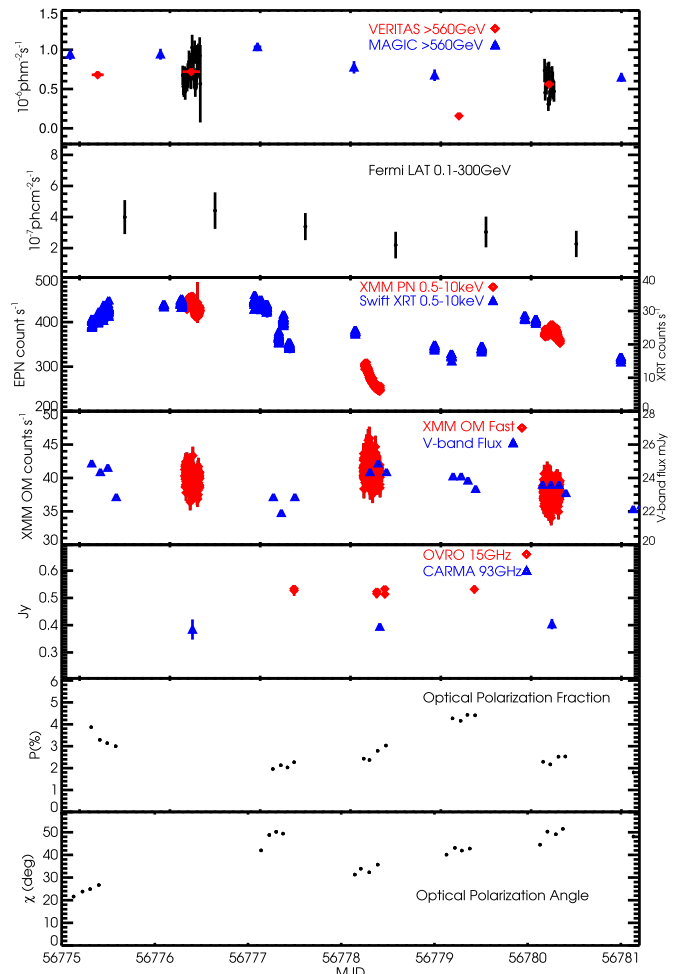 1.5
1.0
0.5
0.0
10⁻⁶phm⁻²s⁻¹
VERITAS >560GeV
MAGIC >560GeV
8
6
4
2
10⁻⁷phcm⁻²s⁻¹
Fermi LAT 0.1-300GeV
500
400
300
200
EPN count s⁻¹
XMM PN 0.5-10keV
Swift XRT 0.5-10keV
40
30
20
10
0
XRT counts s⁻¹
50
45
40
35
30
XMM OM counts s⁻¹
XMM OM Fast
V-band Flux
28
26
24
22
20
V-band flux mJy
0.6
0.5
0.4
0.3
Jy
OVRO 15GHz
CARMA 93GHz
6
5
4
3
2
1
0
P(%)
Optical Polarization Fraction
50
40
30
20
10
0
χ (deg)
Optical Polarization Angle
56775
56776
56777
56778
56779
56780
56781
MJD